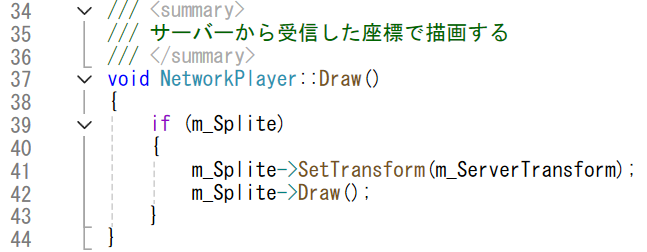 34 /// <summary>
35 /// サーバーから受信した座標で描画する
36 /// </summary>
37 void NetworkPlayer::Draw()
38 {
39 if (m_Splite)
40 {
41 m_Splite->SetTransform(m_ServerTransform);
42 m_Splite->Draw();
43 }
44 }